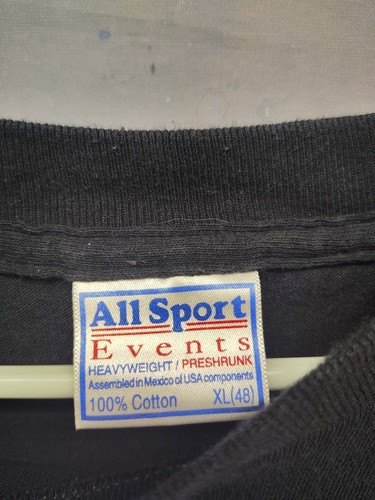 All Sport
Events
HEAVYWEIGHT / PRESHRUNK
Assembled in Mexico of USA components
100% Cotton XL(48)